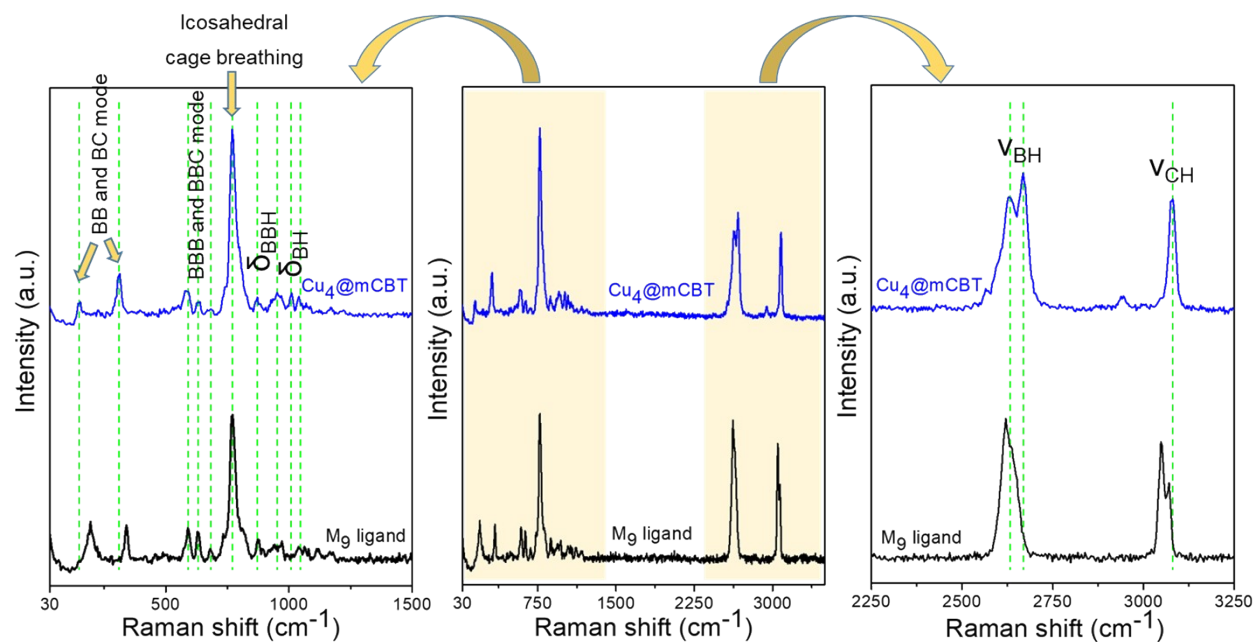 Icosahedral
cage breathing
BB and BC mode
BBB and BBC mode
δBBH
δBH
Cu4@mCBT
M9 ligand
Intensity (a.u.)
30 500 1000 1500
Raman shift (cm-1)
Cu4@mCBT
M9 ligand
Intensity (a.u.)
30 750 1500 2250 3000
Raman shift (cm-1)
νBH
νCH
Cu4@mCBT
M9 ligand
Intensity (a.u.)
2250 2500 2750 3000 3250
Raman shift (cm-1)